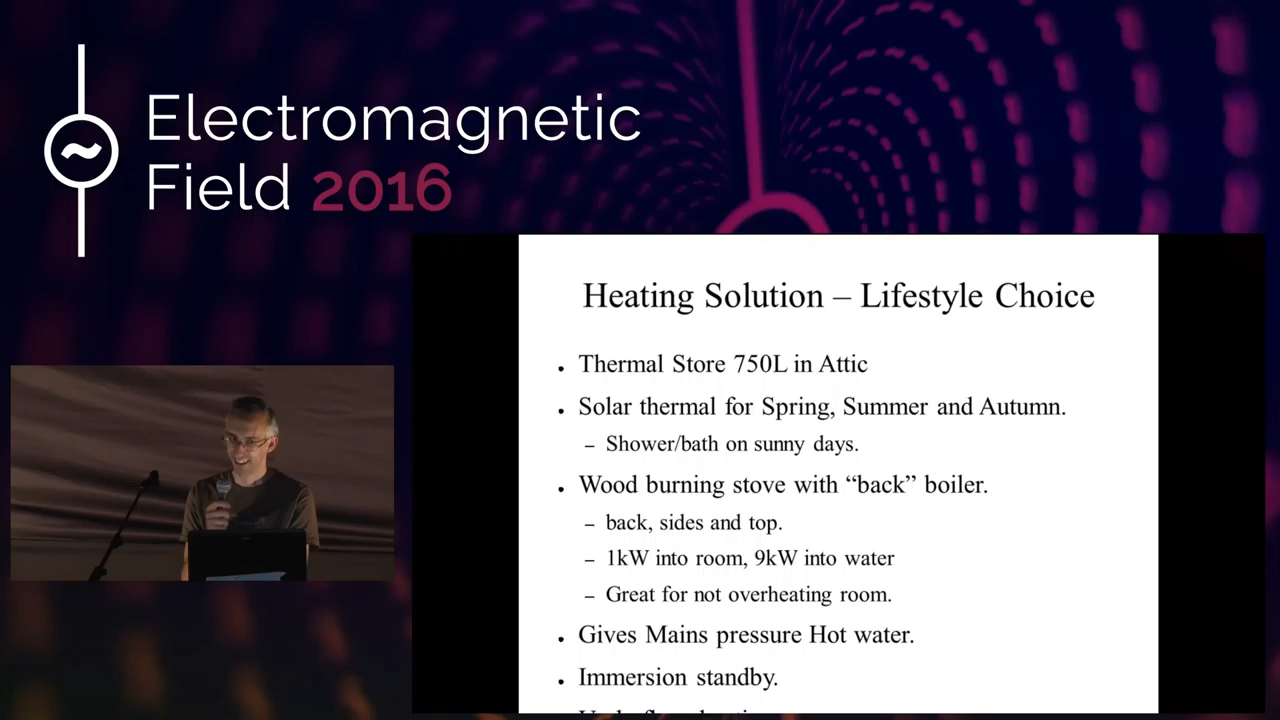 Electromagnetic
Field 2016
Heating Solution – Lifestyle Choice
• Thermal Store 750L in Attic
• Solar thermal for Spring, Summer and Autumn.
– Shower/bath on sunny days.
• Wood burning stove with “back” boiler.
– back, sides and top.
– 1kW into room, 9kW into water
– Great for not overheating room.
• Gives Mains pressure Hot water.
• Immersion standby.